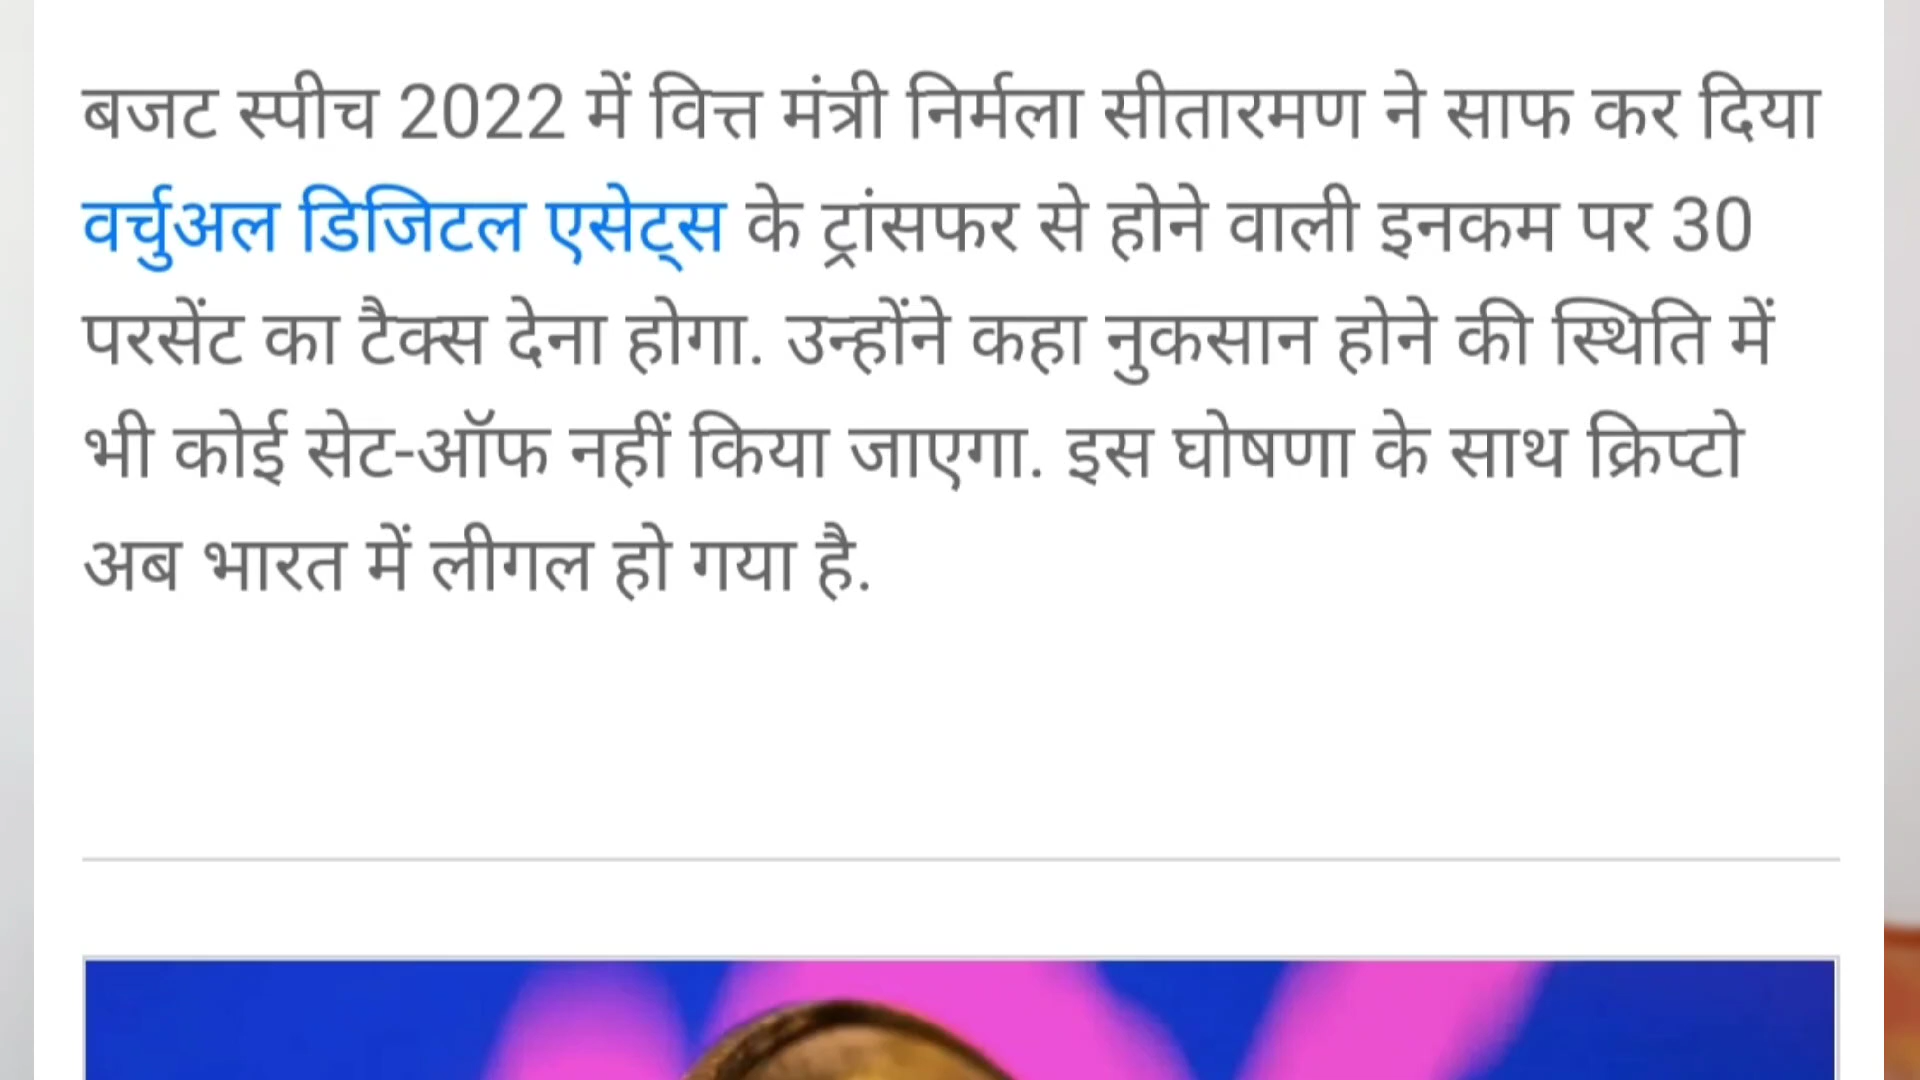 बजट स्पीच 2022 में वित्त मंत्री निर्मला सीतारमण ने साफ कर दिया
वर्चुअल डिजिटल एसेट्स के ट्रांसफर से होने वाली इनकम पर 30
परसेंट का टैक्स देना होगा. उन्होंने कहा नुकसान होने की स्थिति में
भी कोई सेट-ऑफ नहीं किया जाएगा. इस घोषणा के साथ क्रिप्टो
अब भारत में लीगल हो गया है.